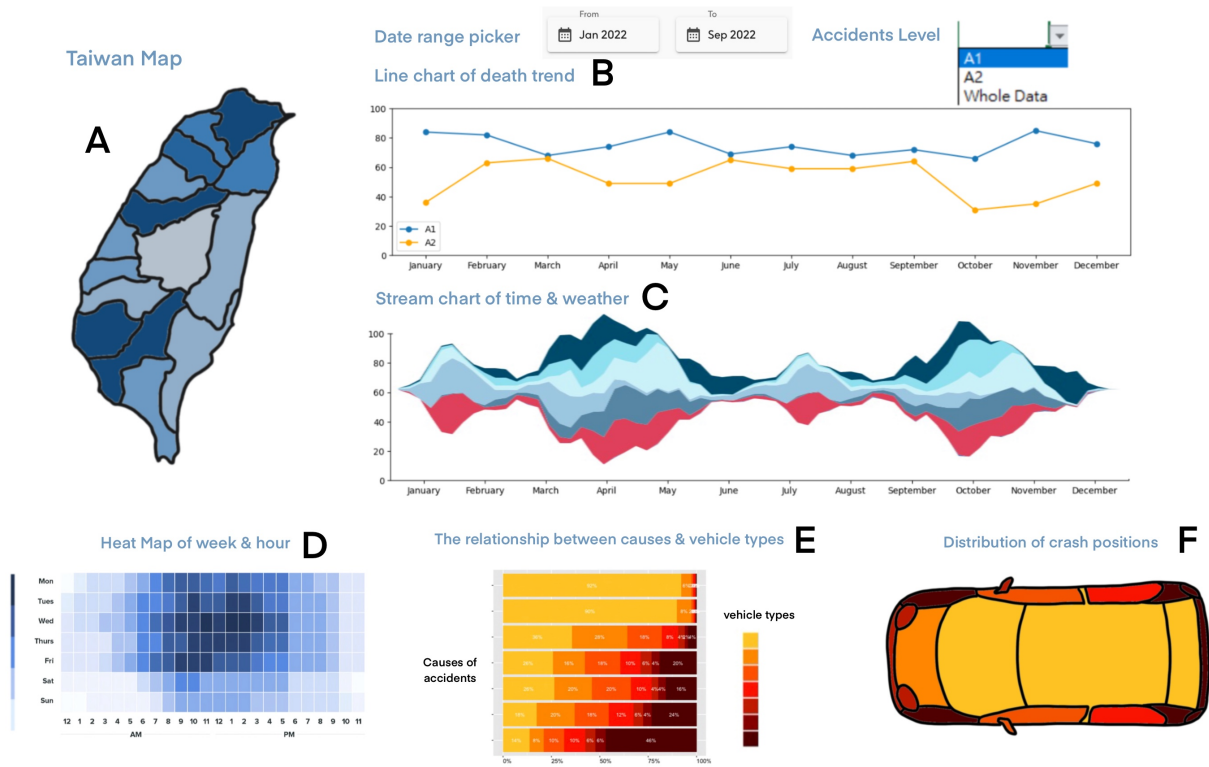 Taiwan Map
A
Date range picker
From
Jan 2022
To
Sep 2022
Accidents Level
A1
A2
Whole Data
Line chart of death trend B
100
80
60
40
20
0
A1
A2
January February March April May June July August September October November December
Stream chart of time & weather C
100
80
60
40
20
0
January February March April May June July August September October November December
Heat Map of week & hour D
Mon
Tues
Wed
Thurs
Fri
Sat
Sun
12 1 2 3 4 5 6 7 8 9 10 11 12 1 2 3 4 5 6 7 8 9 10 11
AM PM
The relationship between causes & vehicle types E
Causes of
accidents
0% 25% 50% 75% 100%
vehicle types
Distribution of crash positions F